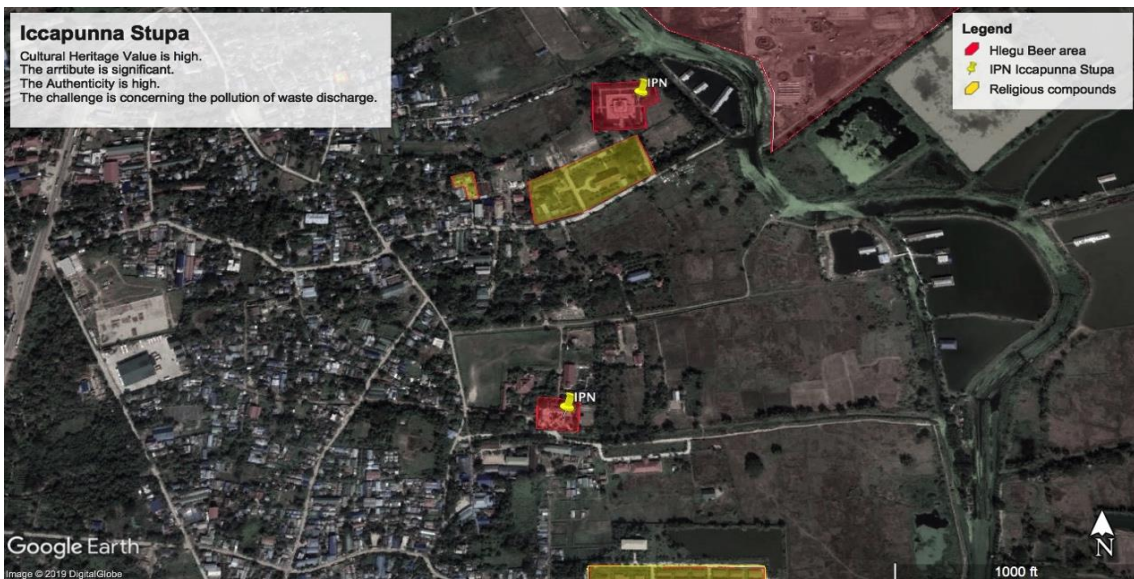 Iccapunna Stupa
Cultural Heritage Value is high.
The arrtibute is significant.
The Authenticity is high.
The challenge is concerning the pollution of waste discharge.
Legend
Hlegu Beer area
IPN Iccapunna Stupa
Religious compounds
IPN
IPN
Google Earth
Image © 2019 DigitalGlobe
N
1000 ft